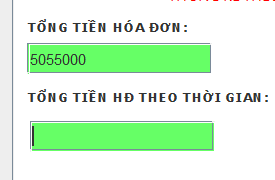 TỔNG TIỀN HÓA ĐƠN:
5055000
TỔNG TIỀN HĐ THEO THỜI GIAN: